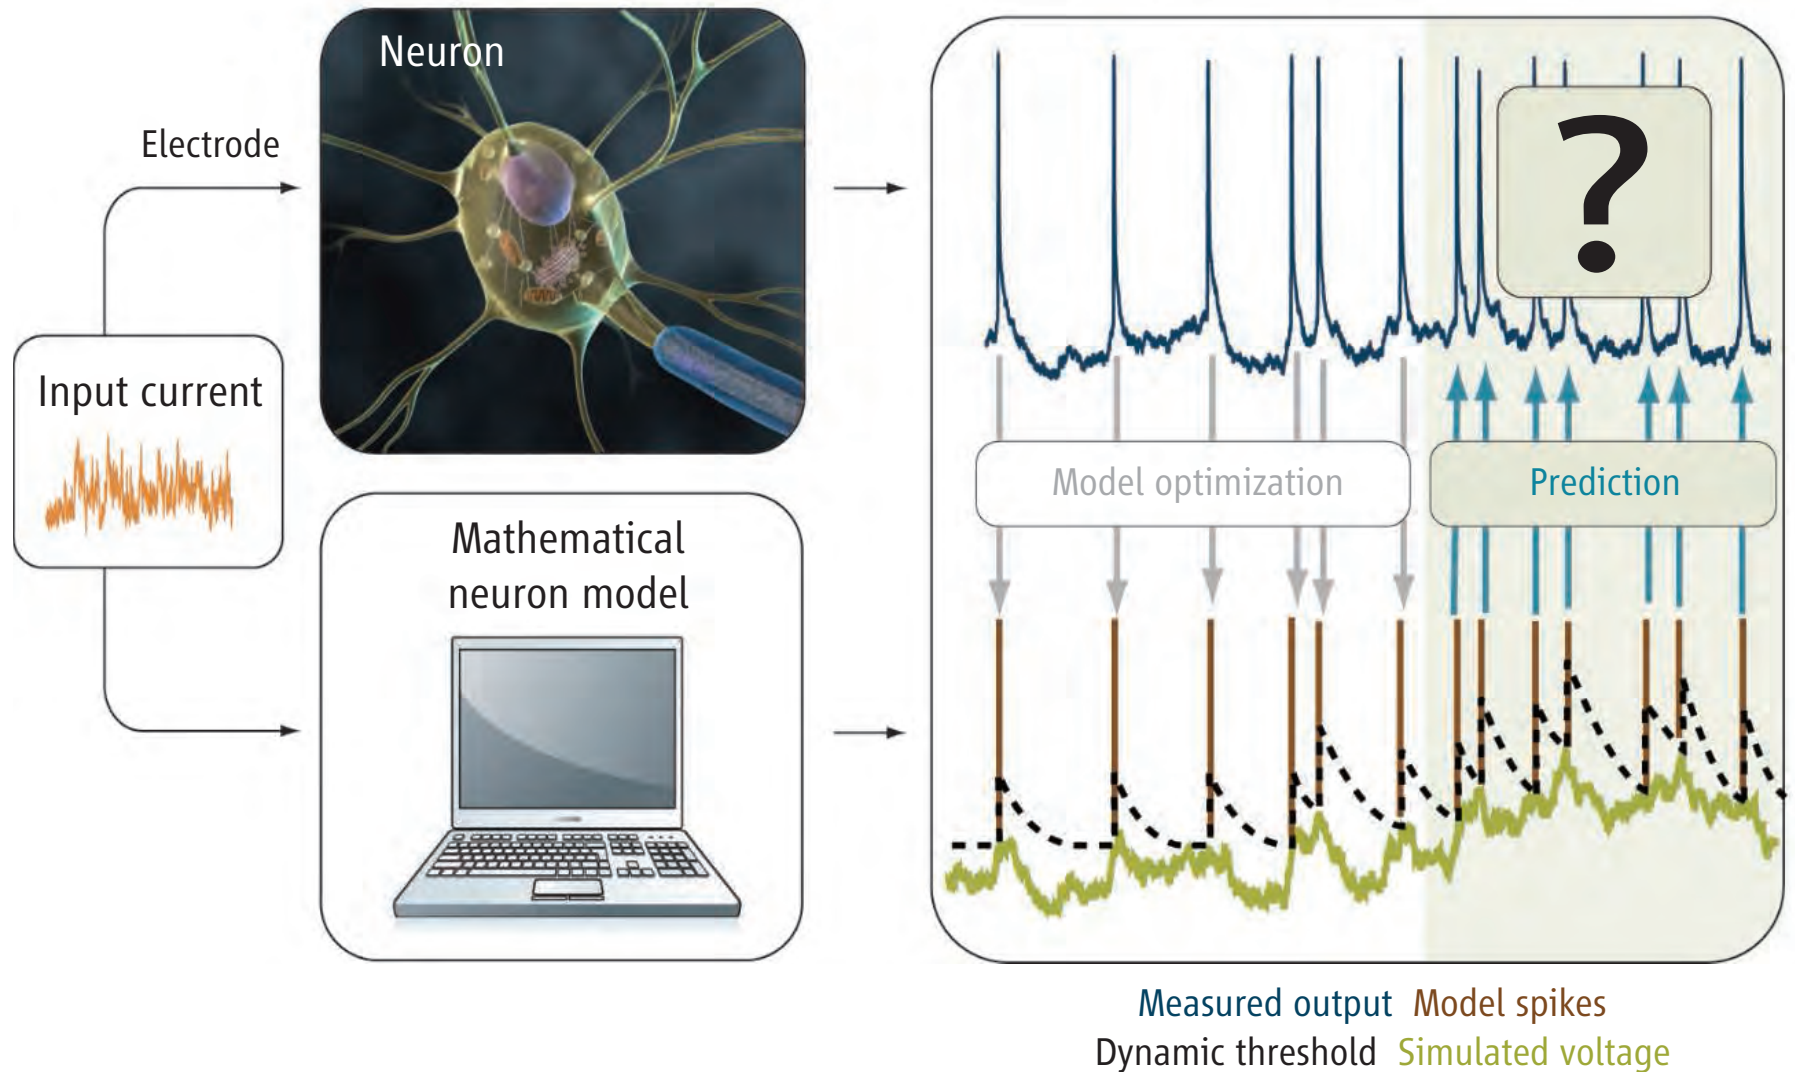 Neuron
Electrode
Input current
Mathematical
neuron model
?
Model optimization
Prediction
Measured output Model spikes
Dynamic threshold Simulated voltage